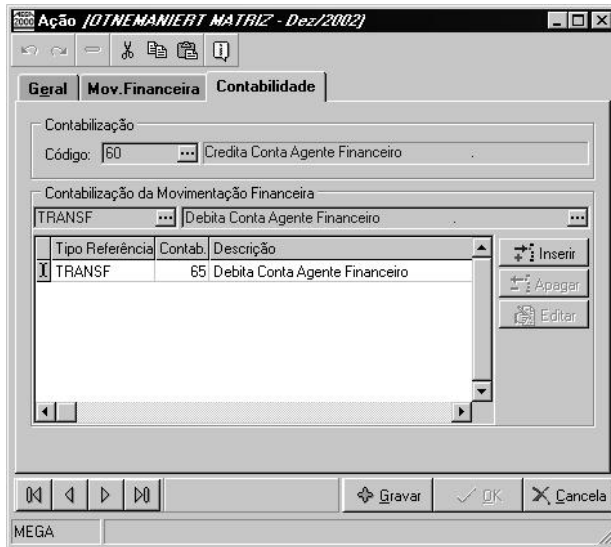 Ação [OTNEMANIERT MATRIZ - Dez/2002]
Geral Mov.Financeira Contabilidade
Contabilização
Código: 60 ... Credita Conta Agente Financeiro .
Contabilização da Movimentação Financeira
TRANSF ... Debita Conta Agente Financeiro . ...
Tipo Referência Contab. Descrição
TRANSF 65 Debita Conta Agente Financeiro
Inserir
Apagar
Editar
Gravar OK Cancela
MEGA